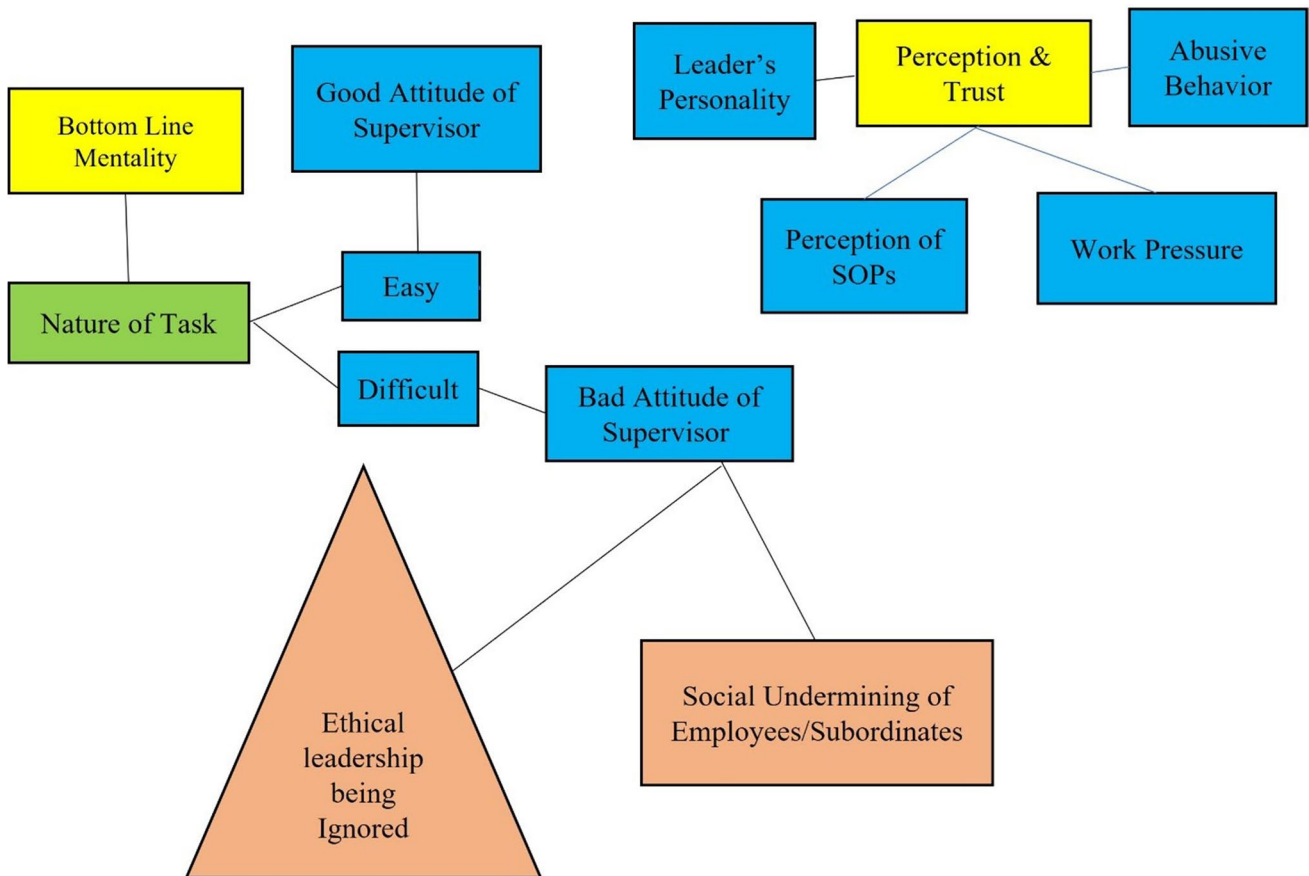 Bottom Line
Mentality
Good Attitude of
Supervisor
Leader’s
Personality
Perception &
Trust
Abusive
Behavior
Perception of
SOPs
Work Pressure
Nature of Task
Easy
Difficult
Bad Attitude of
Supervisor
Ethical
leadership
being
Ignored
Social Undermining of
Employees/Subordinates